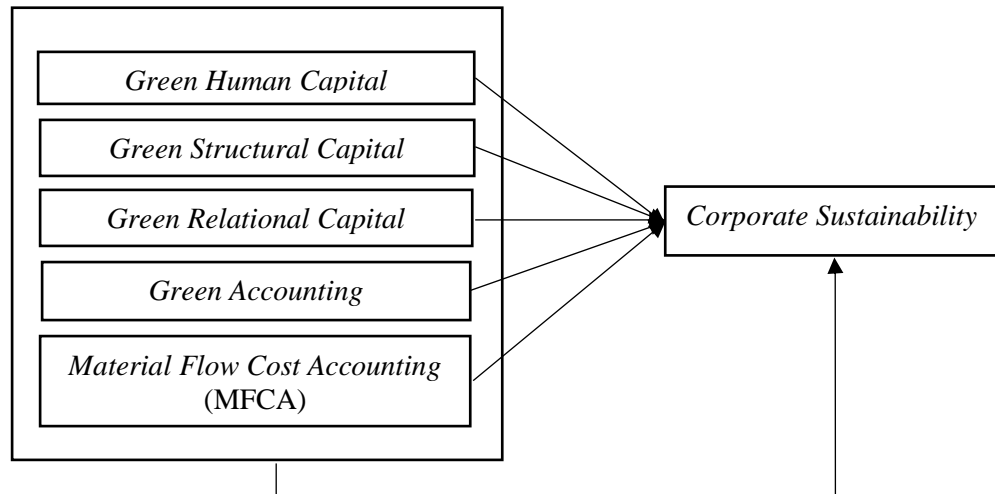 Green Human Capital
Green Structural Capital
Green Relational Capital
Corporate Sustainability
Green Accounting
Material Flow Cost Accounting
(MFCA)